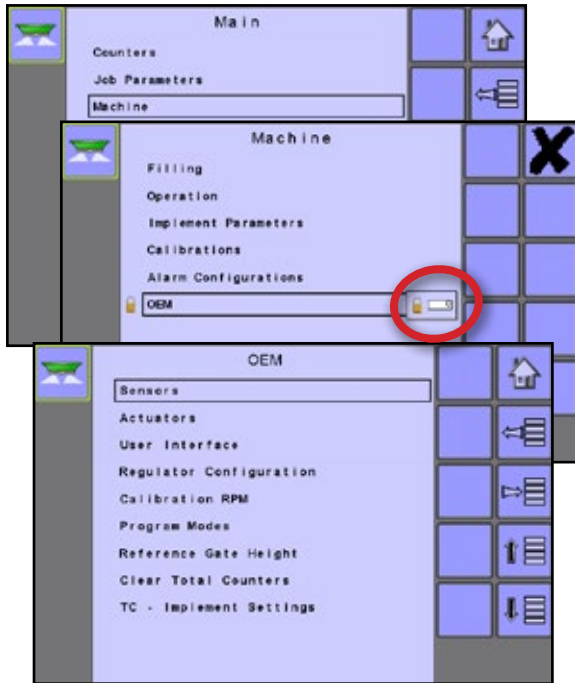 Main
Counters
Job Parameters
Machine
Machine
Filling
Operation
Implement Parameters
Calibrations
Alarm Configurations
OEM
OEM
Sensors
Actuators
User Interface
Regulator Configuration
Calibration RPM
Program Modes
Reference Gate Height
Clear Total Counters
TC - Implement Settings